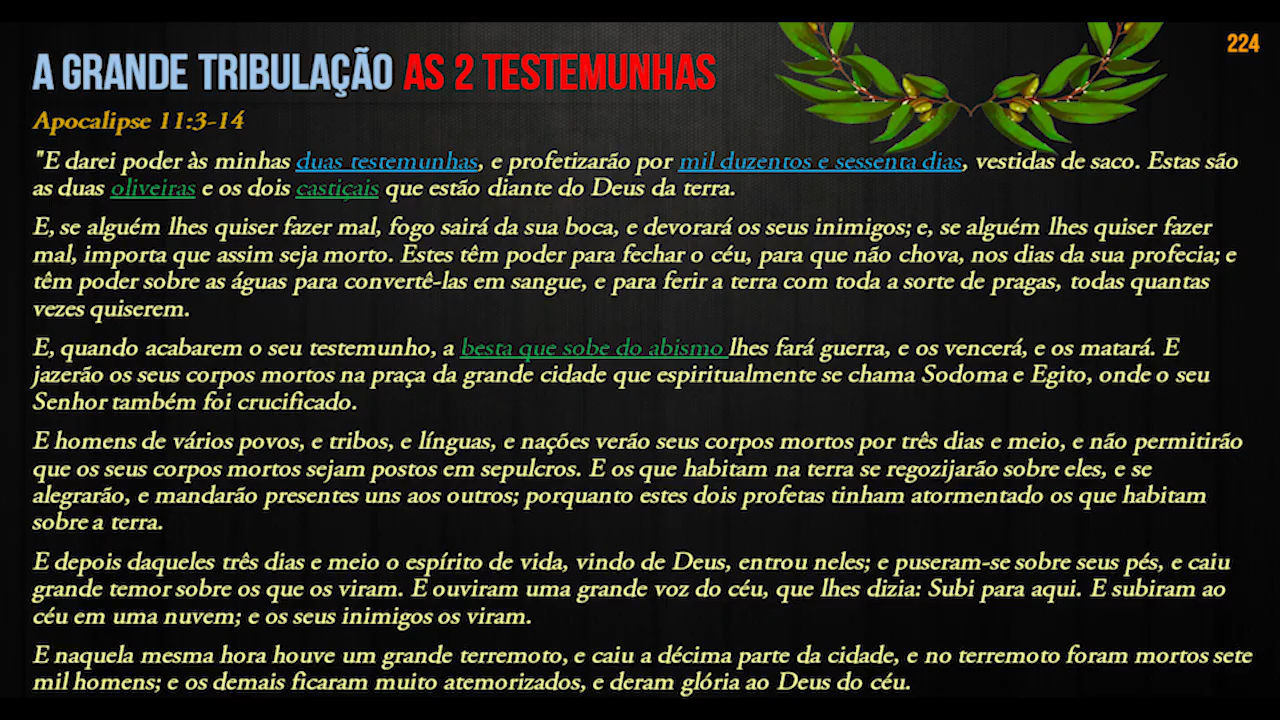 224
A GRANDE TRIBULAÇÃO AS 2 TESTEMUNHAS
Apocalipse 11:3-14
"E darei poder às minhas duas testemunhas, e profetizarão por mil duzentos e sessenta dias, vestidas de saco. Estas são
as duas oliveiras e os dois castiçais que estão diante do Deus da terra.
E, se alguém lhes quiser fazer mal, fogo sairá da sua boca, e devorará os seus inimigos; e, se alguém lhes quiser fazer
mal, importa que assim seja morto. Estes têm poder para fechar o céu, para que não chova, nos dias da sua profecia; e
têm poder sobre as águas para convertê-las em sangue, e para ferir a terra com toda a sorte de pragas, todas quantas
vezes quiserem.
E, quando acabarem o seu testemunho, a besta que sobe do abismo lhes fará guerra, e os vencerá, e os matará. E
jazerão os seus corpos mortos na praça da grande cidade que espiritualmente se chama Sodoma e Egito, onde o seu
Senhor também foi crucificado.
E homens de vários povos, e tribos, e línguas, e nações verão seus corpos mortos por três dias e meio, e não permitirão
que os seus corpos mortos sejam postos em sepulcros. E os que habitam na terra se regozijarão sobre eles, e se
alegrarão, e mandarão presentes uns aos outros; porquanto estes dois profetas tinham atormentado os que habitam
sobre a terra.
E depois daqueles três dias e meio o espírito de vida, vindo de Deus, entrou neles; e puseram-se sobre seus pés, e caiu
grande temor sobre os que os viram. E ouviram uma grande voz do céu, que lhes dizia: Subi para aqui. E subiram ao
céu em uma nuvem; e os seus inimigos os viram.
E naquela mesma hora houve um grande terremoto, e caiu a décima parte da cidade, e no terremoto foram mortos sete
mil homens; e os demais ficaram muito atemorizados, e deram glória ao Deus do céu.